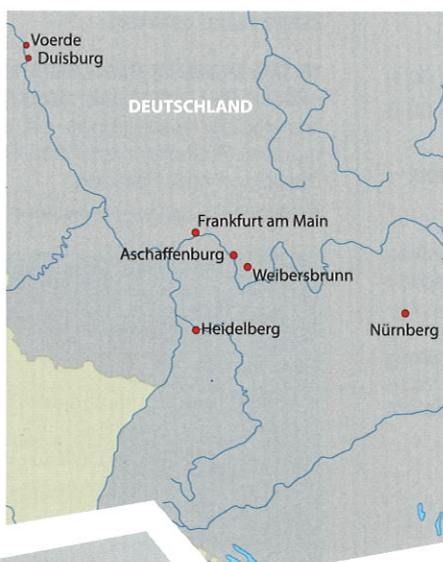 Voerde
Duisburg
DEUTSCHLAND
Frankfurt am Main
Aschaffenburg
Weibersbrunn
Heidelberg
Nürnberg